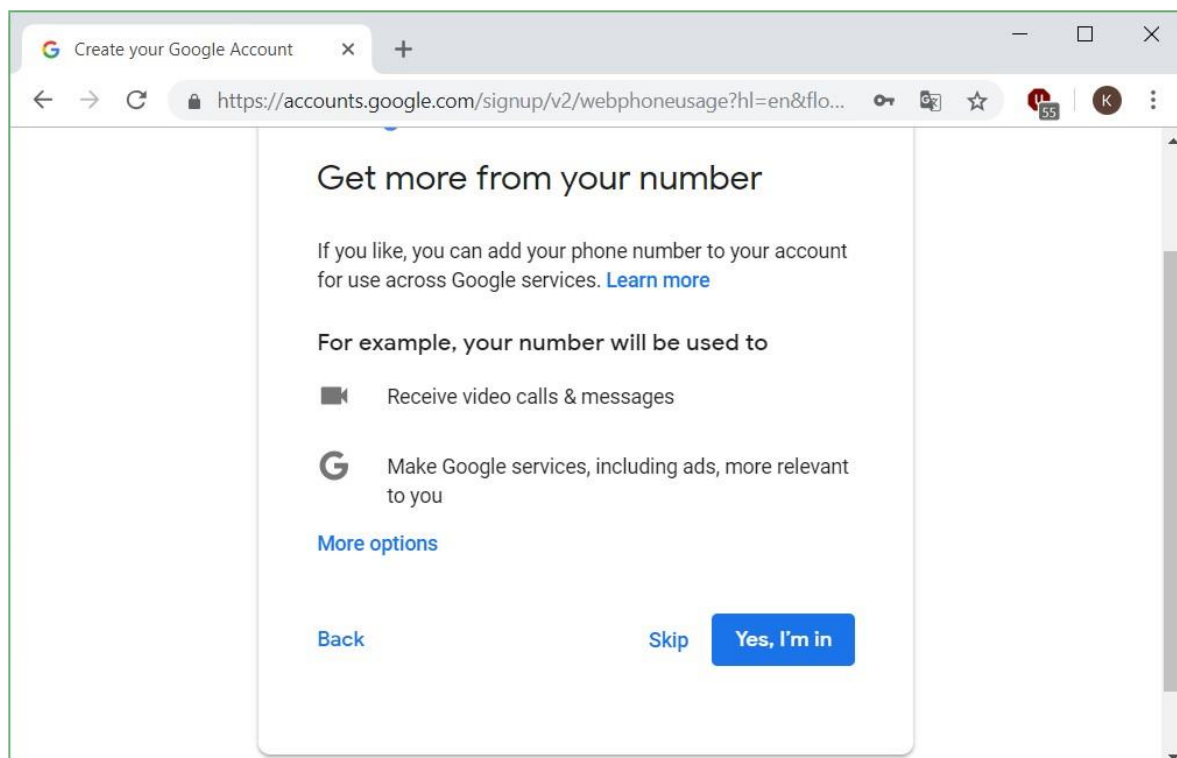 Create your Google Account
https://accounts.google.com/signup/v2/webphoneusage?hl=en&flo...
55
K
Get more from your number
If you like, you can add your phone number to your account
for use across Google services. Learn more
For example, your number will be used to
Receive video calls & messages
G Make Google services, including ads, more relevant
to you
More options
Back Skip Yes, I'm in